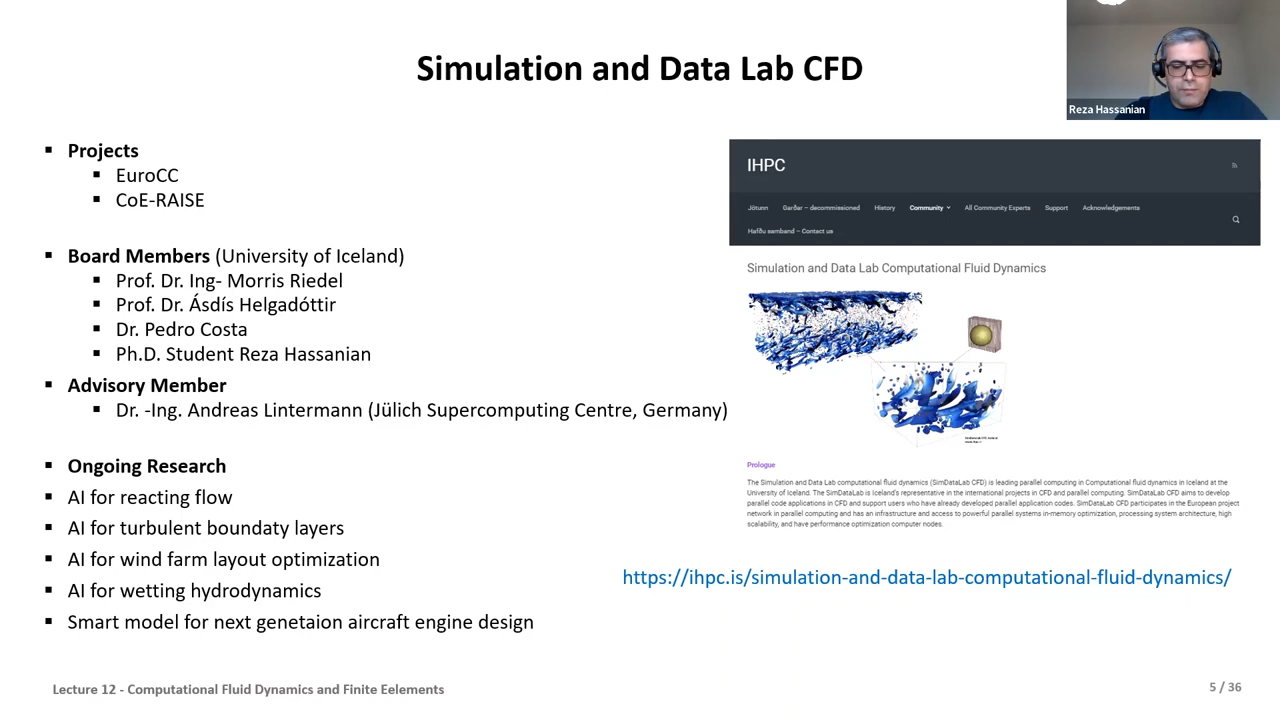 Simulation and Data Lab CFD
Reza Hassanian
Projects
EuroCC
CoE-RAISE
Board Members (University of Iceland)
Prof. Dr. Ing- Morris Riedel
Prof. Dr. Ásdís Helgadóttir
Dr. Pedro Costa
Ph.D. Student Reza Hassanian
Advisory Member
Dr. -Ing. Andreas Lintermann (Jülich Supercomputing Centre, Germany)
Ongoing Research
AI for reacting flow
AI for turbulent boundaty layers
AI for wind farm layout optimization
AI for wetting hydrodynamics
Smart model for next genetaion aircraft engine design
IHPC
Jötunn Garðar – decommissioned History Community All Community Experts Support Acknowledgements
Hafðu samband – Contact us
Simulation and Data Lab Computational Fluid Dynamics
Prologue
The Simulation and Data Lab computational fluid dynamics (SimDataLab CFD) is leading parallel computing in Computational fluid dynamics in Iceland at the
University of Iceland. The SimDataLab is Iceland's representative in the international projects in CFD and parallel computing. SimDataLab CFD aims to develop
parallel code applications in CFD and support users who have already developed parallel application codes. SimDataLab CFD participates in the European project
network in parallel computing and has an infrastructure and access to powerful parallel systems in-memory optimization, processing system architecture, high
scalability, and have performance optimization computer nodes.
https://ihpc.is/simulation-and-data-lab-computational-fluid-dynamics/
Lecture 12 - Computational Fluid Dynamics and Finite Eelements
5 / 36